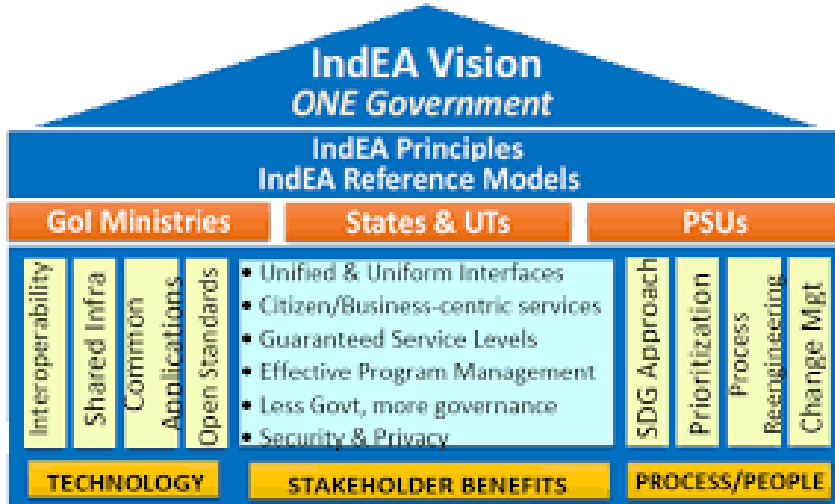 IndEA Vision
ONE Government
IndEA Principles
IndEA Reference Models
GoI Ministries
States & UTs
PSUs
Interoperability
Shared Infra
Common
Applications
Open Standards
• Unified & Uniform Interfaces
• Citizen/Business-centric services
• Guaranteed Service Levels
• Effective Program Management
• Less Govt, more governance
• Security & Privacy
SDG Approach
Prioritization
Process
Reengineering
Change Mgt
TECHNOLOGY
STAKEHOLDER BENEFITS
PROCESS/PEOPLE